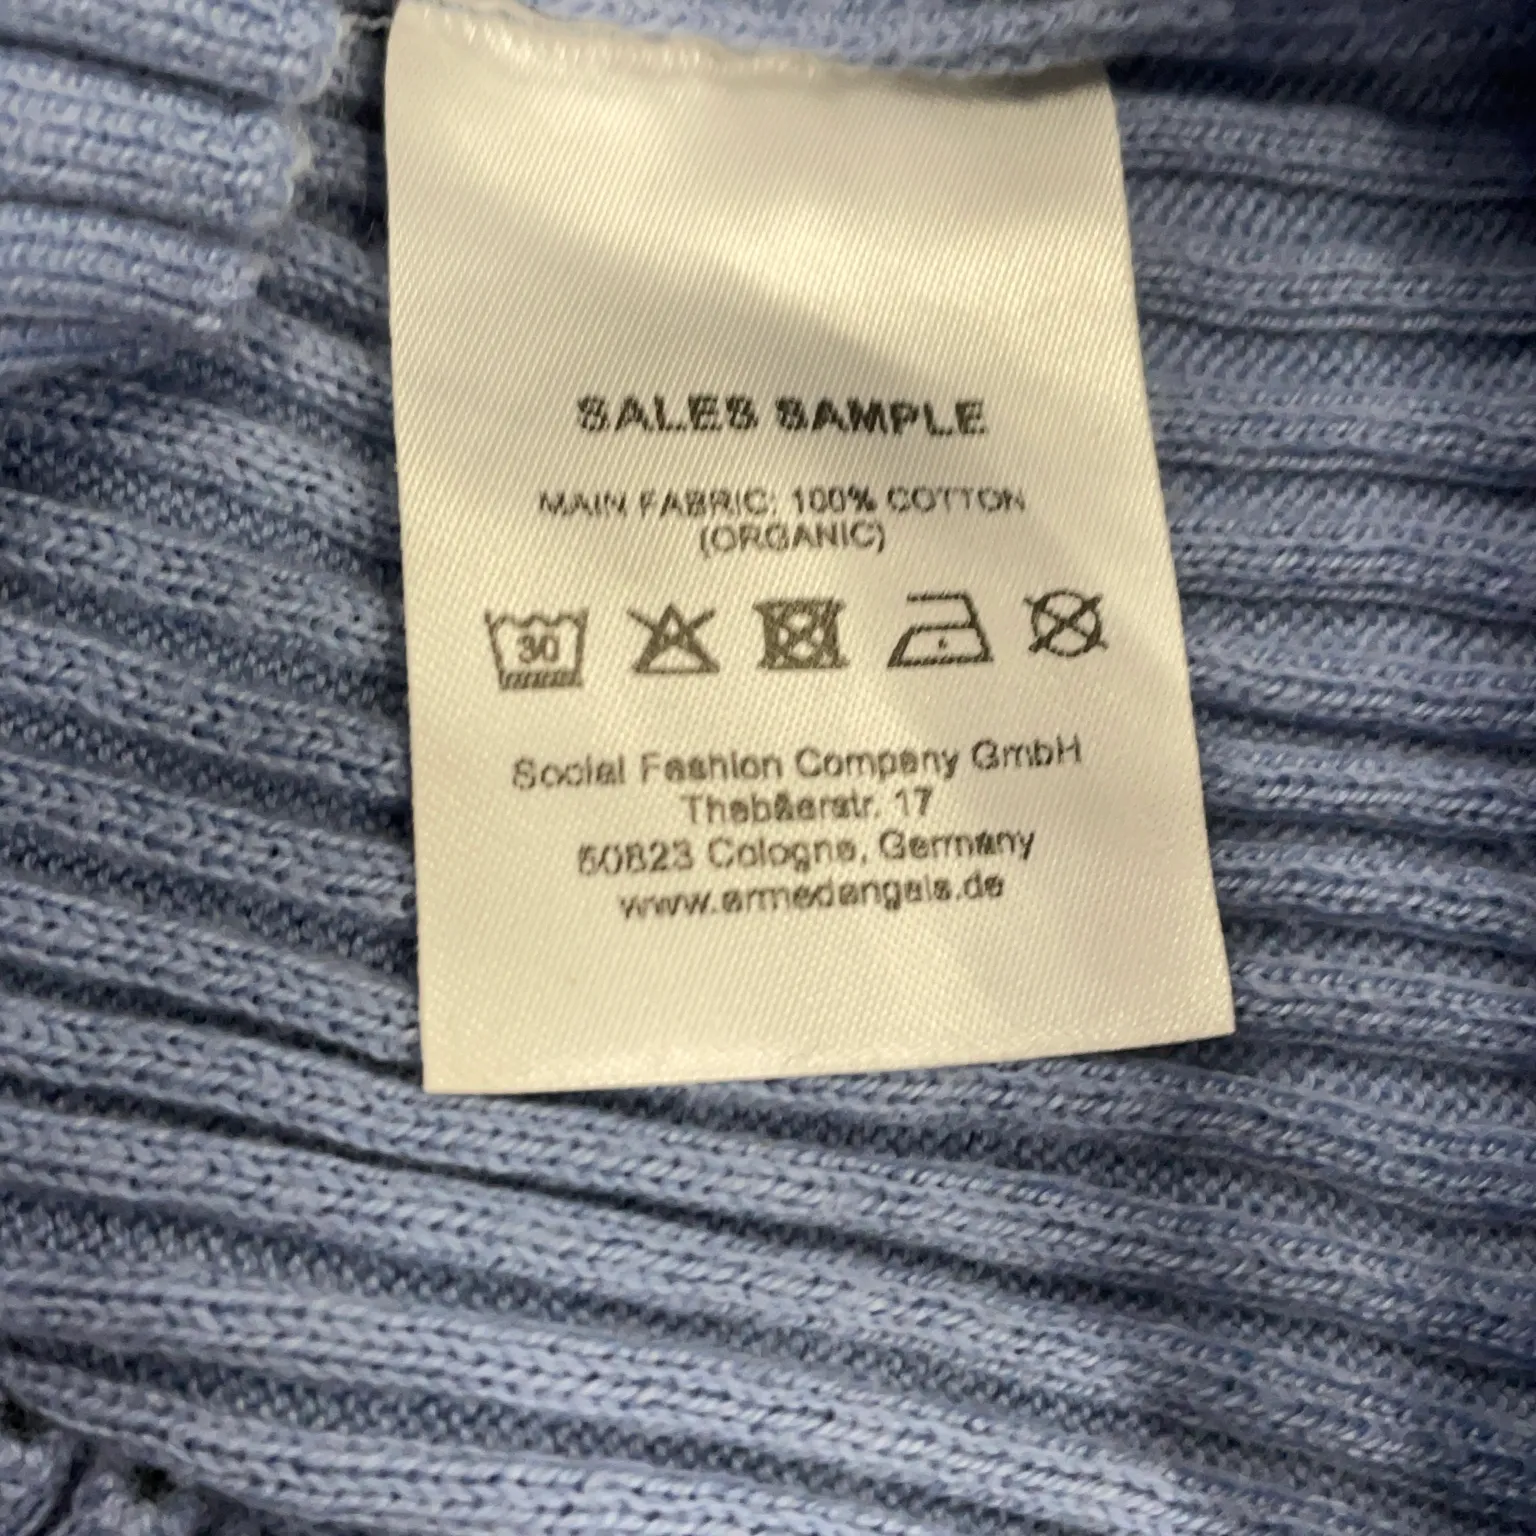 SALES SAMPLE
MAIN FABRIC: 100% COTTON
(ORGANIC)
30
Social Fashion Company GmbH
Thebäerstr. 17
50823 Cologne, Germany
www.armedangels.de